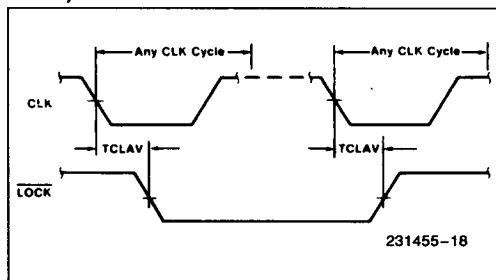 Any CLK Cycle
Any CLK Cycle
CLK
TCLAV
TCLAV
LOCK
231455–18